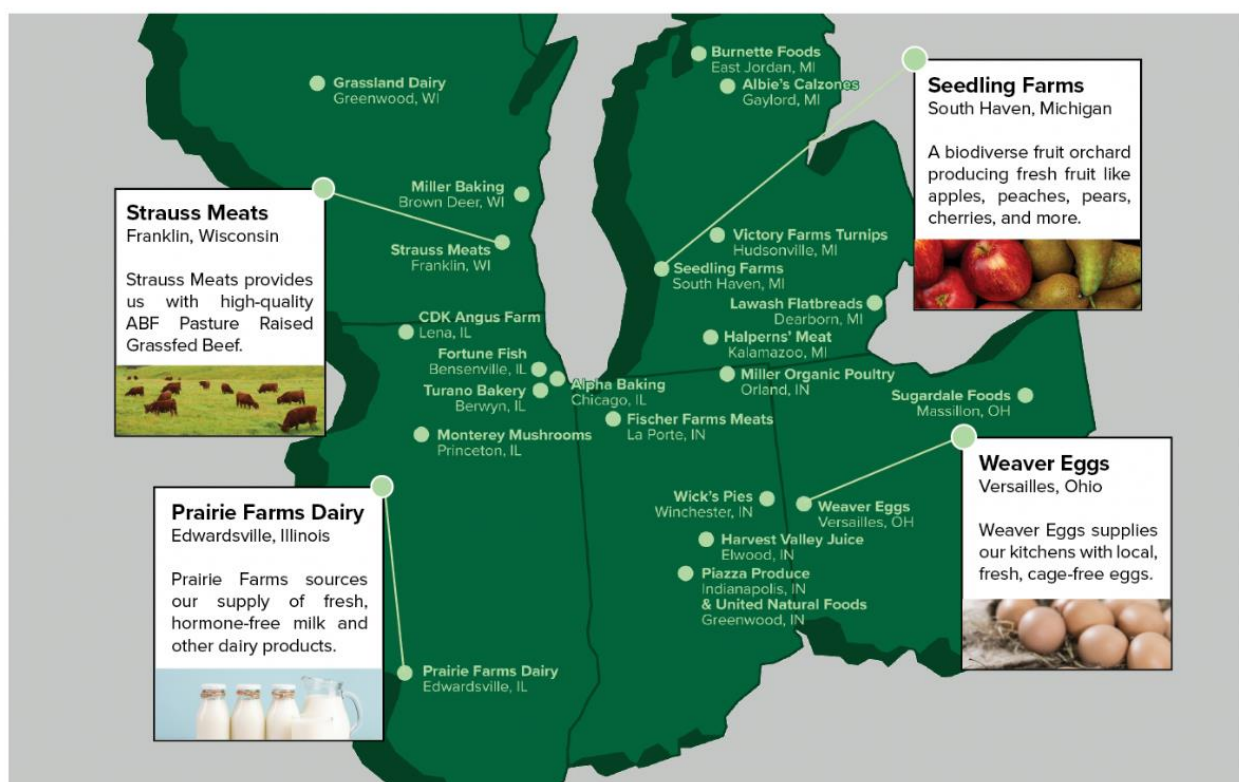 Grassland Dairy
Greenwood, WI
Burnette Foods
East Jordan, MI
Albie's Calzones
Gaylord, MI
Seedling Farms
South Haven, Michigan
A biodiverse fruit orchard
producing fresh fruit like
apples, peaches, pears,
cherries, and more.
Miller Baking
Brown Deer, WI
Strauss Meats
Franklin, Wisconsin
Strauss Meats provides
us with high-quality
ABF Pasture Raised
Grassfed Beef.
Strauss Meats
Franklin, WI
Victory Farms Turnips
Hudsonville, MI
Seedling Farms
South Haven, MI
Lawash Flatbreads
Dearborn, MI
CDK Angus Farm
Lena, IL
Halperns' Meat
Kalamazoo, MI
Fortune Fish
Bensenville, IL
Alpha Baking
Chicago, IL
Turano Bakery
Berwyn, IL
Miller Organic Poultry
Orland, IN
Sugardale Foods
Massillon, OH
Fischer Farms Meats
La Porte, IN
Monterey Mushrooms
Princeton, IL
Weaver Eggs
Versailles, Ohio
Weaver Eggs supplies
our kitchens with local,
fresh, cage-free eggs.
Wick's Pies
Winchester, IN
Weaver Eggs
Versailles, OH
Prairie Farms Dairy
Edwardsville, Illinois
Prairie Farms sources
our supply of fresh,
hormone-free milk and
other dairy products.
Harvest Valley Juice
Elwood, IN
Piazza Produce
Indianapolis, IN
& United Natural Foods
Greenwood, IN
Prairie Farms Dairy
Edwardsville, IL